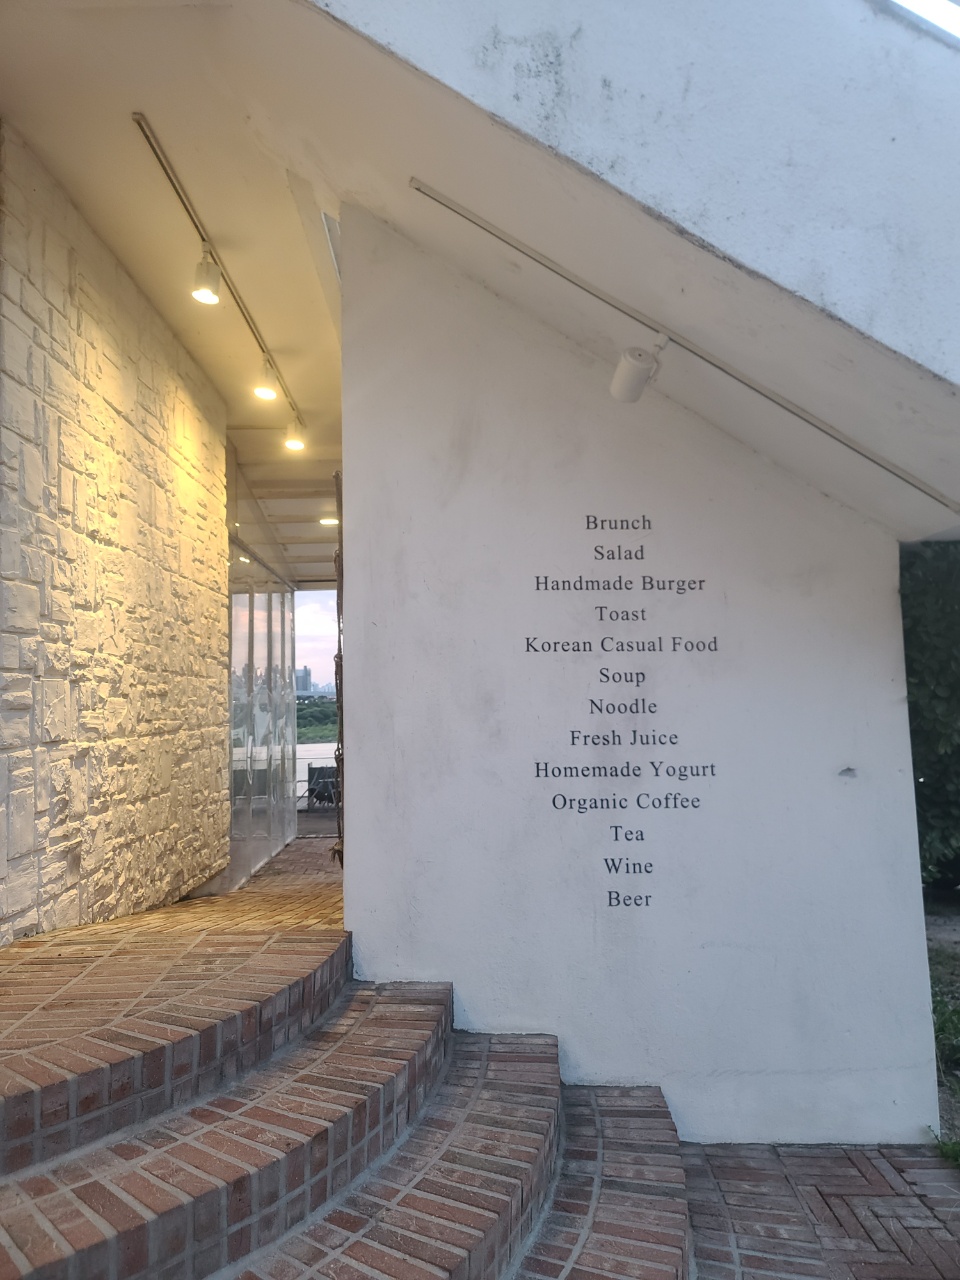 Brunch
Salad
Handmade Burger
Toast
Korean Casual Food
Soup
Noodle
Fresh Juice
Homemade Yogurt
Organic Coffee
Tea
Wine
Beer